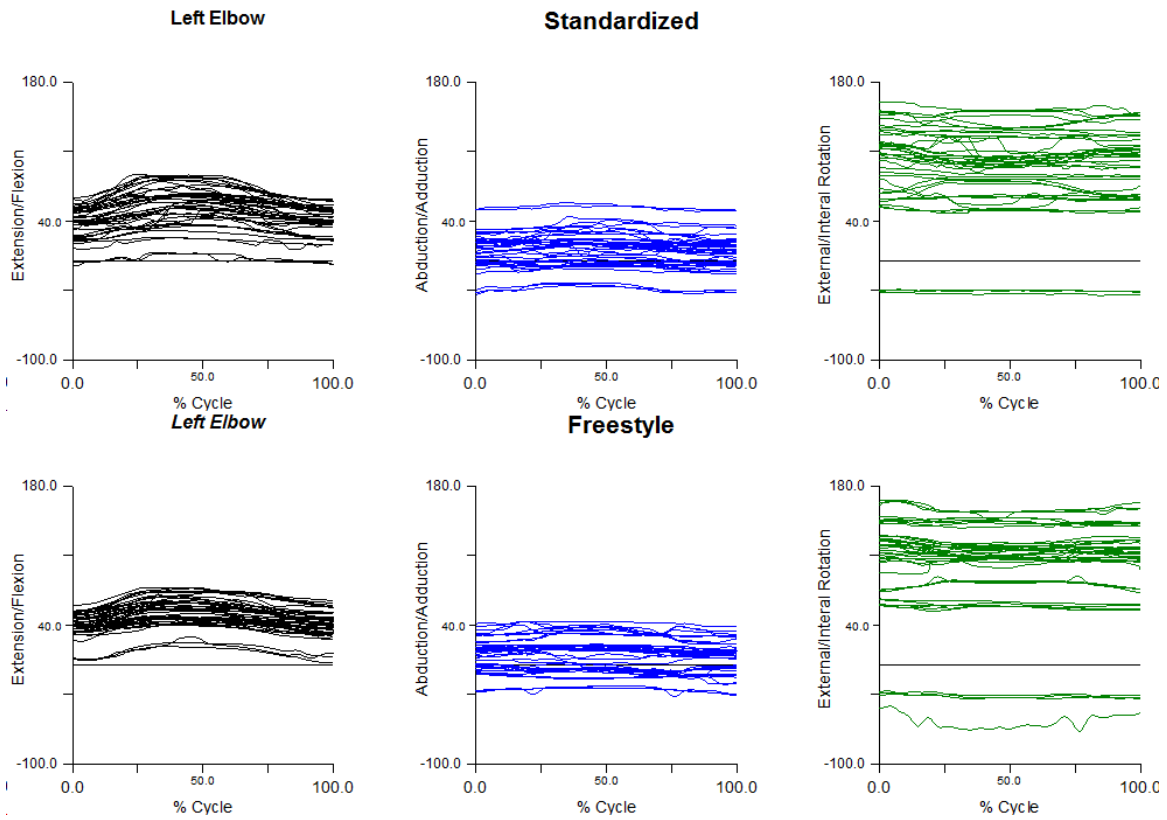 Left Elbow
Standardized
180.0
40.0
-100.0
Extension/Flexion
0.0
50.0
100.0
% Cycle
180.0
40.0
-100.0
Abduction/Adduction
0.0
50.0
100.0
% Cycle
180.0
40.0
-100.0
External/Interal Rotation
0.0
50.0
100.0
% Cycle
Left Elbow
Freestyle
180.0
40.0
-100.0
Extension/Flexion
0.0
50.0
100.0
% Cycle
180.0
40.0
-100.0
Abduction/Adduction
0.0
50.0
100.0
% Cycle
180.0
40.0
-100.0
External/Interal Rotation
0.0
50.0
100.0
% Cycle